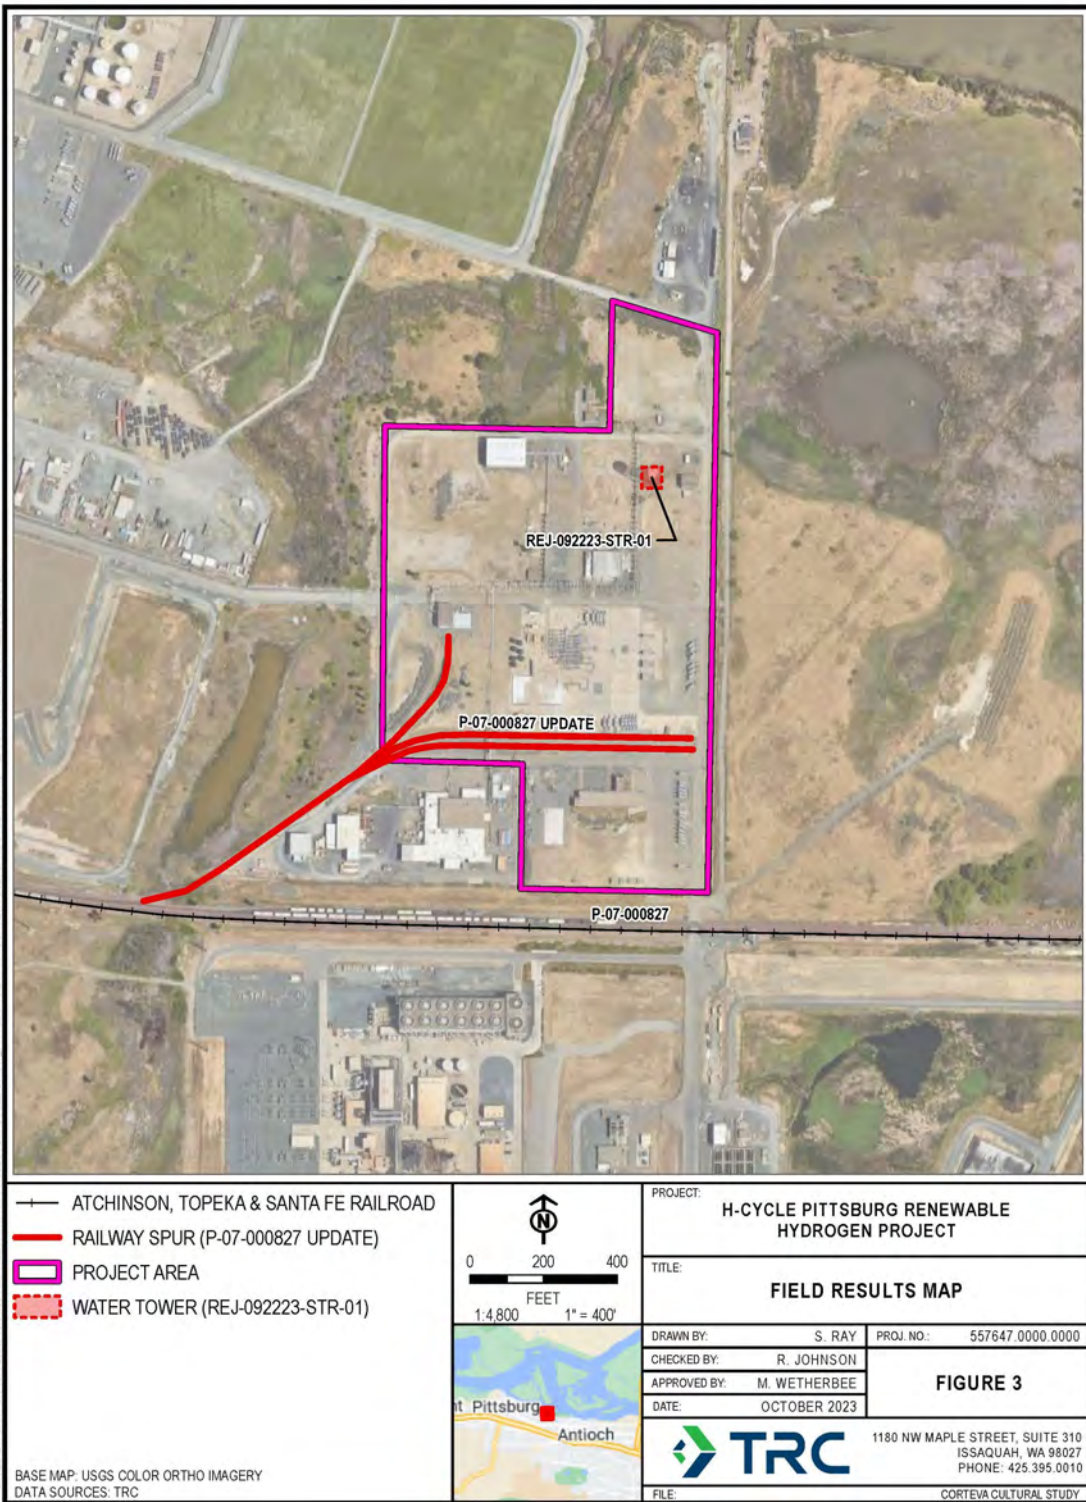 REJ-092223-STR-01
P-07-000827 UPDATE
P-07-000827
ATCHINSON, TOPEKA & SANTA FE RAILROAD
RAILWAY SPUR (P-07-000827 UPDATE)
PROJECT AREA
WATER TOWER (REJ-092223-STR-01)
BASE MAP: USGS COLOR ORTHO IMAGERY
DATA SOURCES: TRC
N
0 200 400
FEET
1:4,800 1" = 400'
nt Pittsburg
Antioch
PROJECT:
H-CYCLE PITTSBURG RENEWABLE
HYDROGEN PROJECT
TITLE:
FIELD RESULTS MAP
DRAWN BY: S. RAY
PROJ. NO.: 557647.0000.0000
CHECKED BY: R. JOHNSON
APPROVED BY: M. WETHERBEE
DATE: OCTOBER 2023
FIGURE 3
TRC
1180 NW MAPLE STREET, SUITE 310
ISSAQUAH, WA 98027
PHONE: 425.395.0010
FILE: CORTEVA CULTURAL STUDY